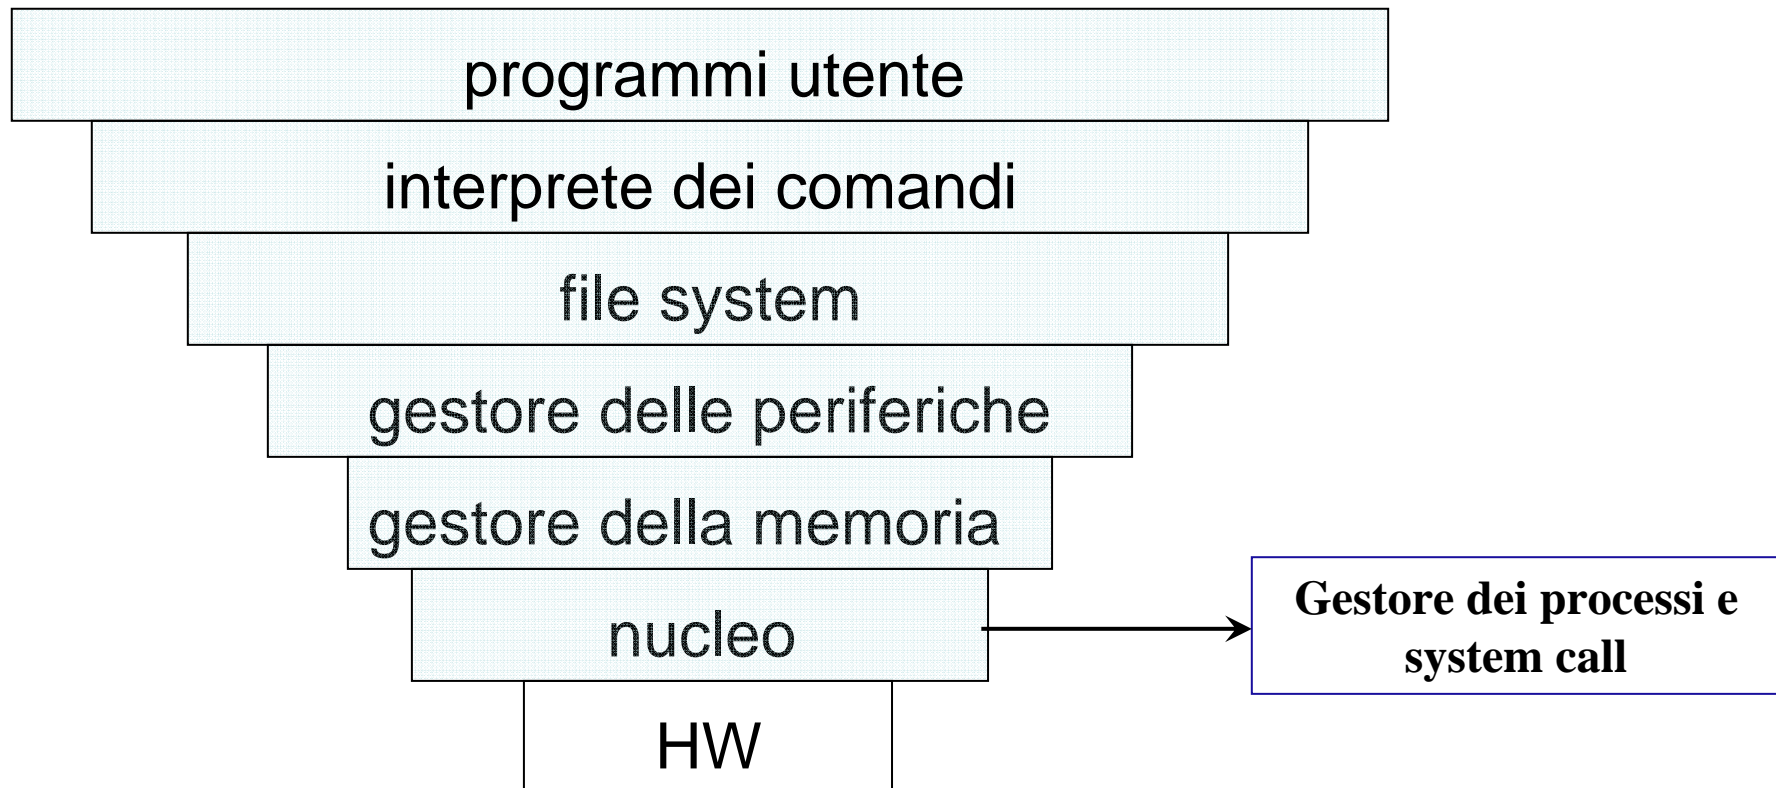 programmi utente
interprete dei comandi
file system
gestore delle periferiche
gestore della memoria
nucleo
Gestore dei processi e
system call
HW